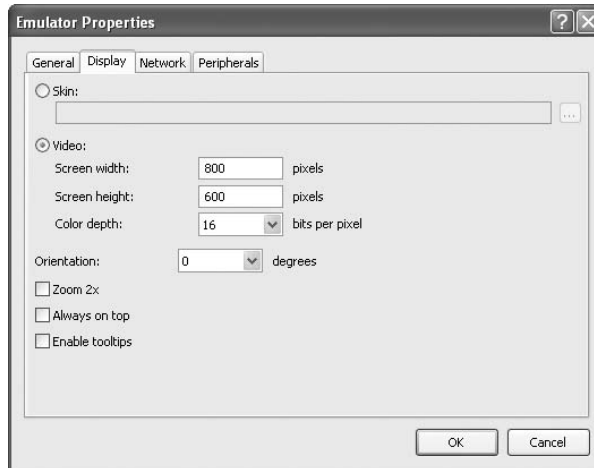 Emulator Properties
General Display Network Peripherals
Skin:
...
Video:
Screen width: 800 pixels
Screen height: 600 pixels
Color depth: 16 bits per pixel
Orientation: 0 degrees
Zoom 2x
Always on top
Enable tooltips
OK Cancel